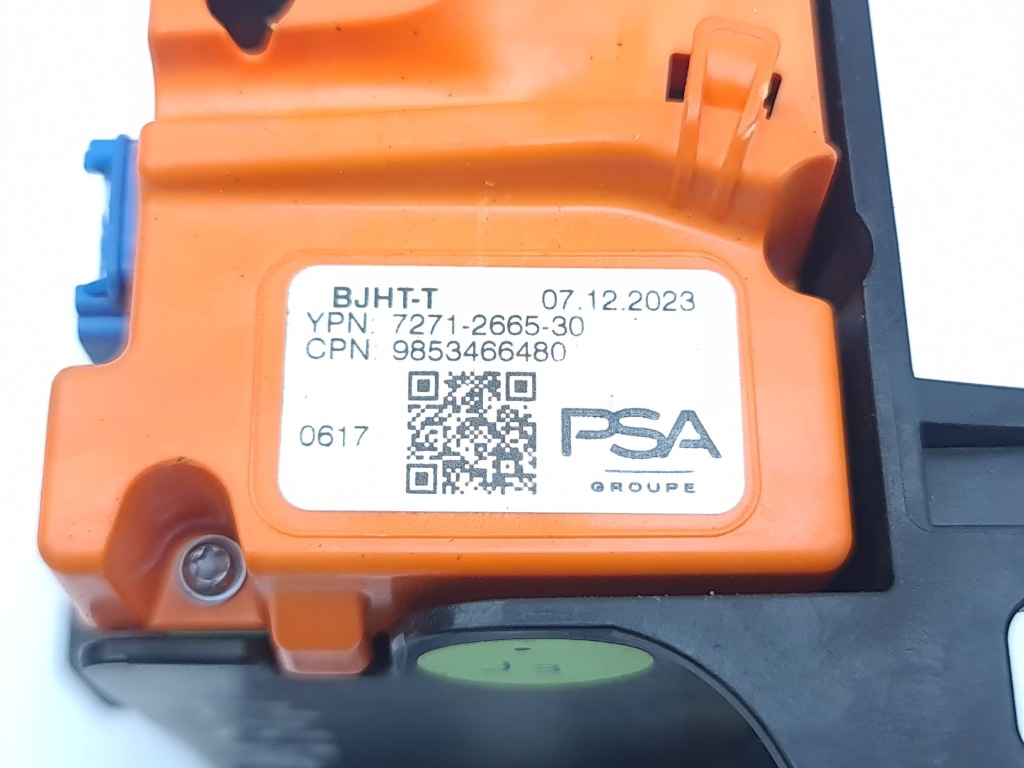 BJHT-T 07.12.2023
YPN: 7271-2665-30
CPN: 9853466480
0617
PSA
GROUPE